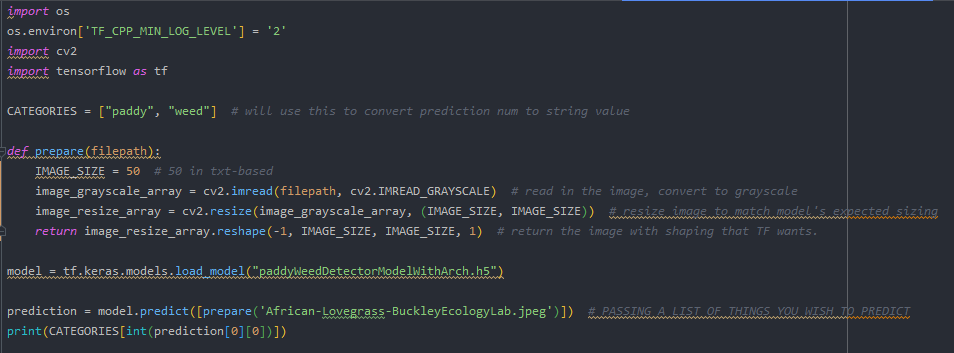 import os
os.environ['TF_CPP_MIN_LOG_LEVEL'] = '2'
import cv2
import tensorflow as tf
CATEGORIES = ["paddy", "weed"]  # will use this to convert prediction num to string value
def prepare(filepath):
    IMAGE_SIZE = 50  # 50 in txt-based
    image_grayscale_array = cv2.imread(filepath, cv2.IMREAD_GRAYSCALE)  # read in the image, convert to grayscale
    image_resize_array = cv2.resize(image_grayscale_array, (IMAGE_SIZE, IMAGE_SIZE))  # resize image to match model's expected sizing
    return image_resize_array.reshape(-1, IMAGE_SIZE, IMAGE_SIZE, 1)  # return the image with shaping that TF wants.
model = tf.keras.models.load_model("paddyWeedDetectorModelWithArch.h5")
prediction = model.predict([prepare('African-Lovegrass-BuckleyEcologyLab.jpeg')])  # PASSING A LIST OF THINGS YOU WISH TO PREDICT
print(CATEGORIES[int(prediction[0][0])])